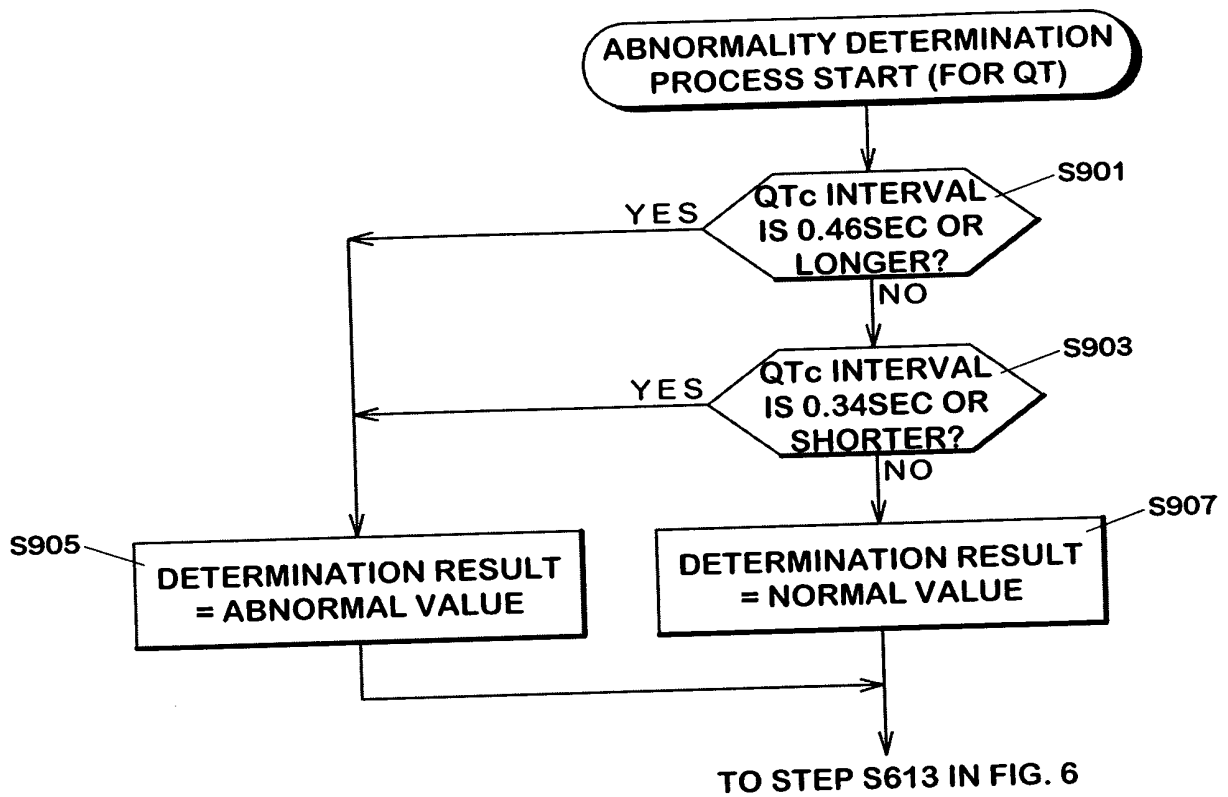 ABNORMALITY DETERMINATION
PROCESS START (FOR QT)
S901
QTc INTERVAL
IS 0.46SEC OR
LONGER?
YES
NO
S903
QTc INTERVAL
IS 0.34SEC OR
SHORTER?
YES
NO
S905
DETERMINATION RESULT
= ABNORMAL VALUE
S907
DETERMINATION RESULT
= NORMAL VALUE
TO STEP S613 IN FIG. 6